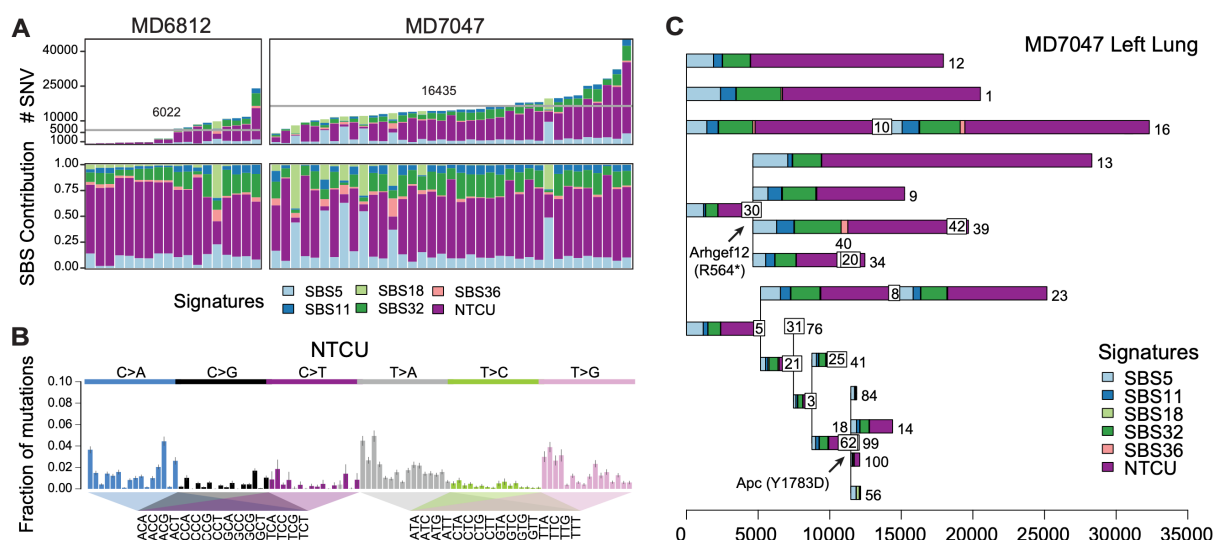 A
MD6812
MD7047
# SNV
40000
25000
10000
5000
1000
6022
16435
SBS Contribution
1.00
0.75
0.50
0.25
0.00
Signatures
SBS5
SBS18
SBS36
SBS11
SBS32
NTCU
B
NTCU
C>A
C>G
C>T
T>A
T>C
T>G
Fraction of mutations
0.10
0.08
0.06
0.04
0.02
0.00
ACA
ACC
ACG
ACT
CCA
CCC
CCG
CCT
GCA
GCC
GCG
GCT
TCA
TCC
TCG
TCT
ATA
ATC
ATG
ATT
CTA
CTC
CTG
CTT
GTA
GTC
GTG
GTT
TTA
TTC
TTG
TTT
C
MD7047 Left Lung
12
1
10
16
13
9
30
42
39
Arhgef12
(R564*)
40
20
34
8
23
5
31
76
21
25
41
3
84
18
14
62
99
100
Apc (Y1783D)
56
Signatures
SBS5
SBS11
SBS18
SBS32
SBS36
NTCU
0
5000
10000
15000
20000
25000
30000
35000